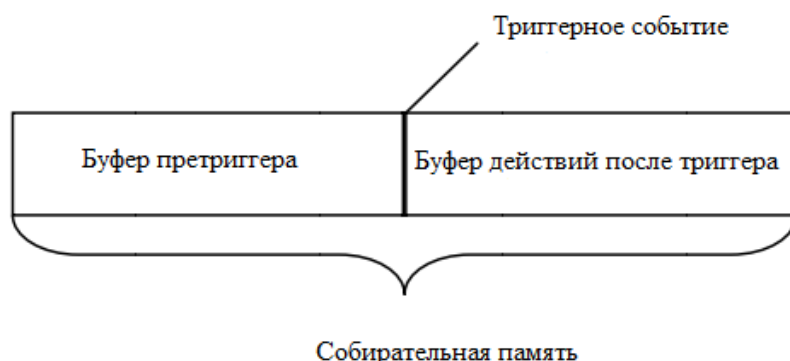 Триггерное событие
Буфер претриггера
Буфер действий после триггера
Собирательная память